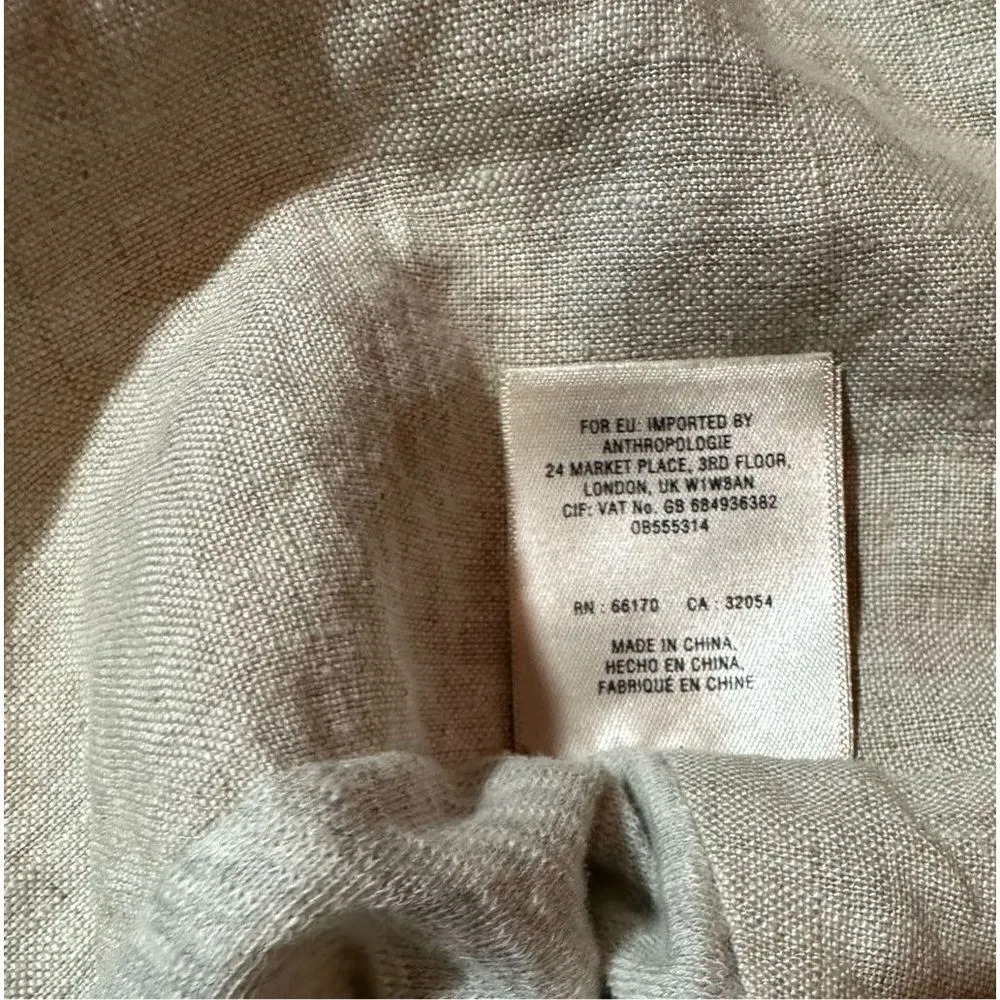 FOR EU: IMPORTED BY
ANTHROPOLOGIE
24 MARKET PLACE, 3RD FLOOR,
LONDON, UK W1W8AN
CIF: VAT No. GB 684936382
OB555314
RN : 66170 CA : 32054
MADE IN CHINA,
HECHO EN CHINA,
FABRIQUÉ EN CHINE